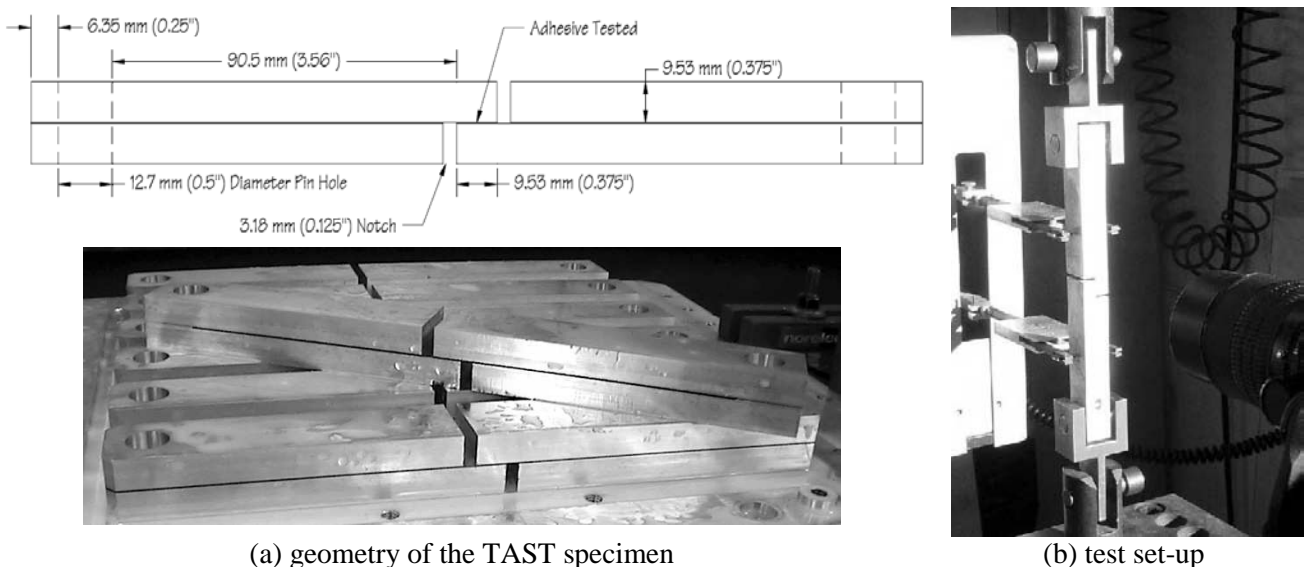 6.35 mm (0.25")
Adhesive Tested
90.5 mm (3.56")
9.53 mm (0.375")
12.7 mm (0.5") Diameter Pin Hole
9.53 mm (0.375")
3.18 mm (0.125") Notch
(a) geometry of the TAST specimen
(b) test set-up